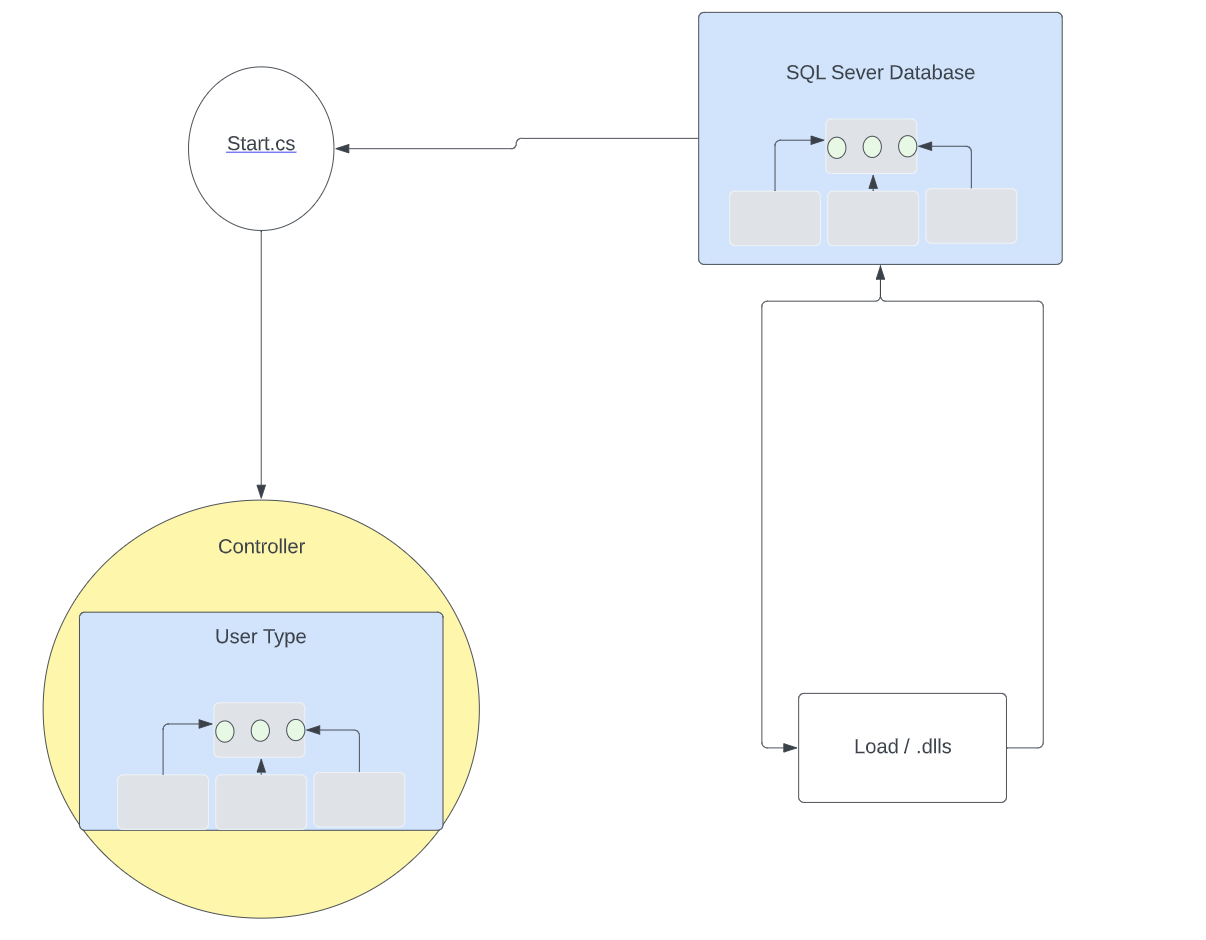 SQL Sever Database
Start.cs
Controller
User Type
Load / .dlls